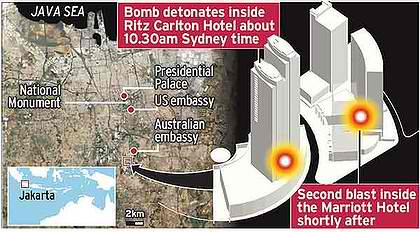 JAVA SEA
Bomb detonates inside
Ritz Carlton Hotel about
10.30am Sydney time
Presidential
Palace
National
Monument
US embassy
Australian
embassy
Jakarta
2km
Second blast inside
the Marriott Hotel
shortly after